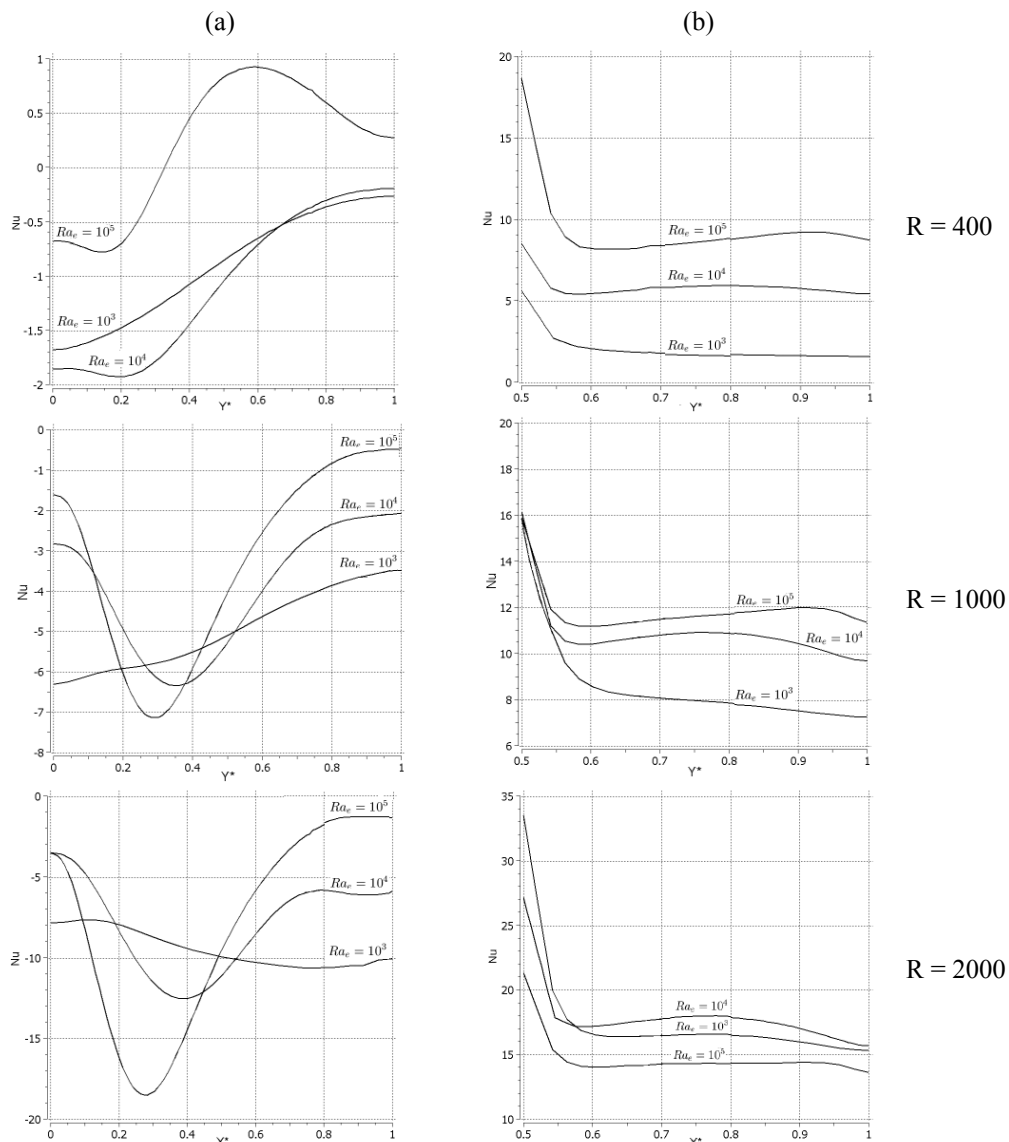 (a)
(b)
1
0.5
0
-0.5
-1
-1.5
-2
Nu
Ra_e = 10^5
Ra_e = 10^3
Ra_e = 10^4
0 0.2 0.4 0.6 0.8 1
Y*
20
15
10
5
0
Nu
Ra_e = 10^5
Ra_e = 10^4
Ra_e = 10^3
0.5 0.6 0.7 0.8 0.9 1
Y*
R = 400
0
-1
-2
-3
-4
-5
-6
-7
-8
Nu
Ra_e = 10^5
Ra_e = 10^4
Ra_e = 10^3
0 0.2 0.4 0.6 0.8 1
Y*
20
18
16
14
12
10
8
6
Nu
Ra_e = 10^5
Ra_e = 10^4
Ra_e = 10^3
0.5 0.6 0.7 0.8 0.9 1
Y*
R = 1000
0
-5
-10
-15
-20
Nu
Ra_e = 10^5
Ra_e = 10^4
Ra_e = 10^3
0 0.2 0.4 0.6 0.8 1
Y*
35
30
25
20
15
10
Nu
Ra_e = 10^4
Ra_e = 10^3
Ra_e = 10^5
0.5 0.6 0.7 0.8 0.9 1
Y*
R = 2000